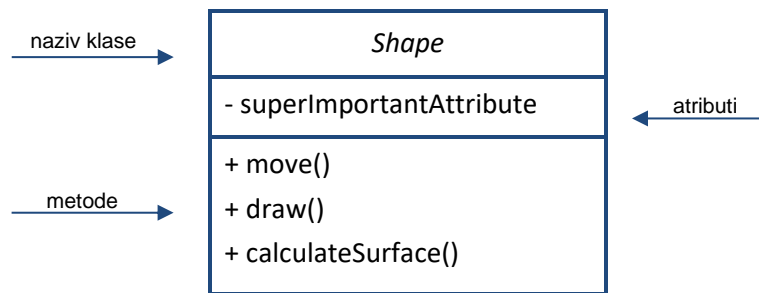 naziv klase
Shape
- superImportantAttribute
atributi
+ move()
metode
+ draw()
+ calculateSurface()